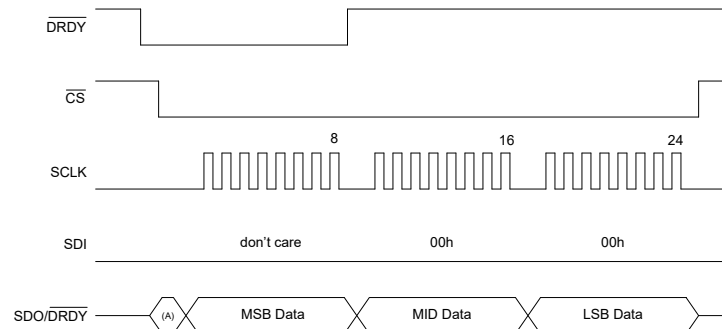 DRDY
CS
8 16 24
SCLK
SDI don't care 00h 00h
SDO/DRDY (A) MSB Data MID Data LSB Data